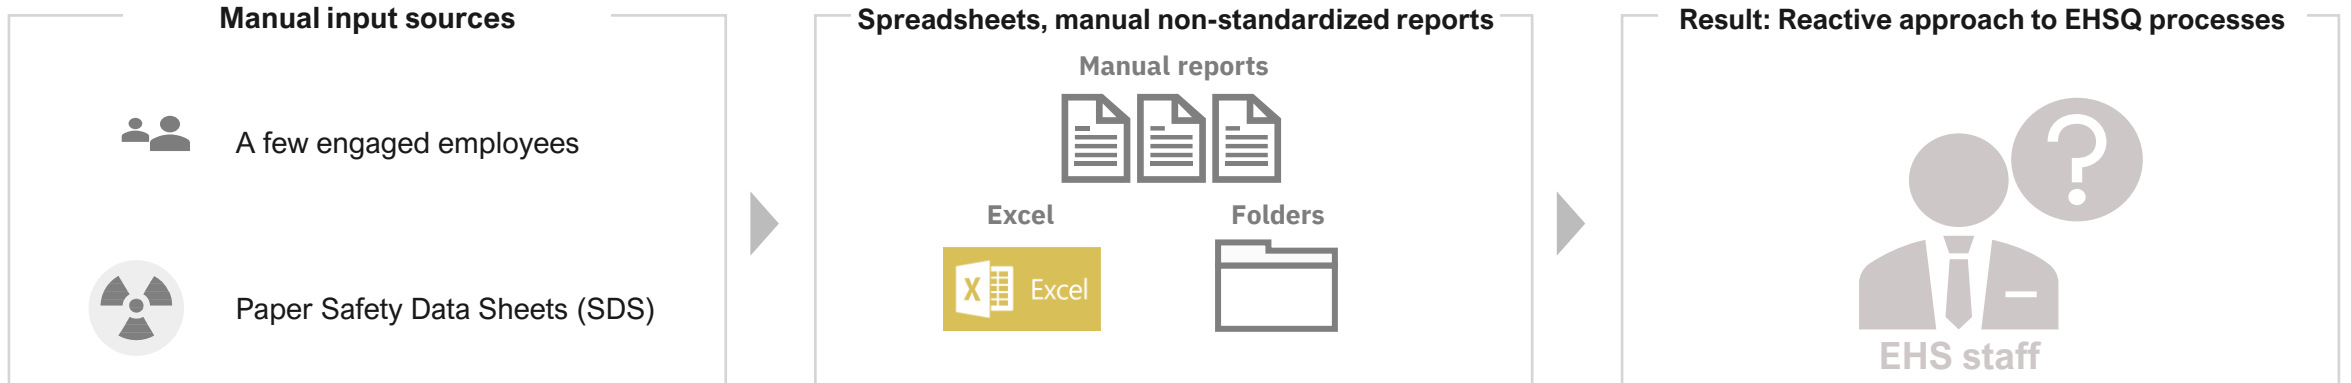 Manual input sources
A few engaged employees
Paper Safety Data Sheets (SDS)
Spreadsheets, manual non-standardized reports
Manual reports
Excel
Folders
X
Excel
Result: Reactive approach to EHSQ processes
?
EHS staff